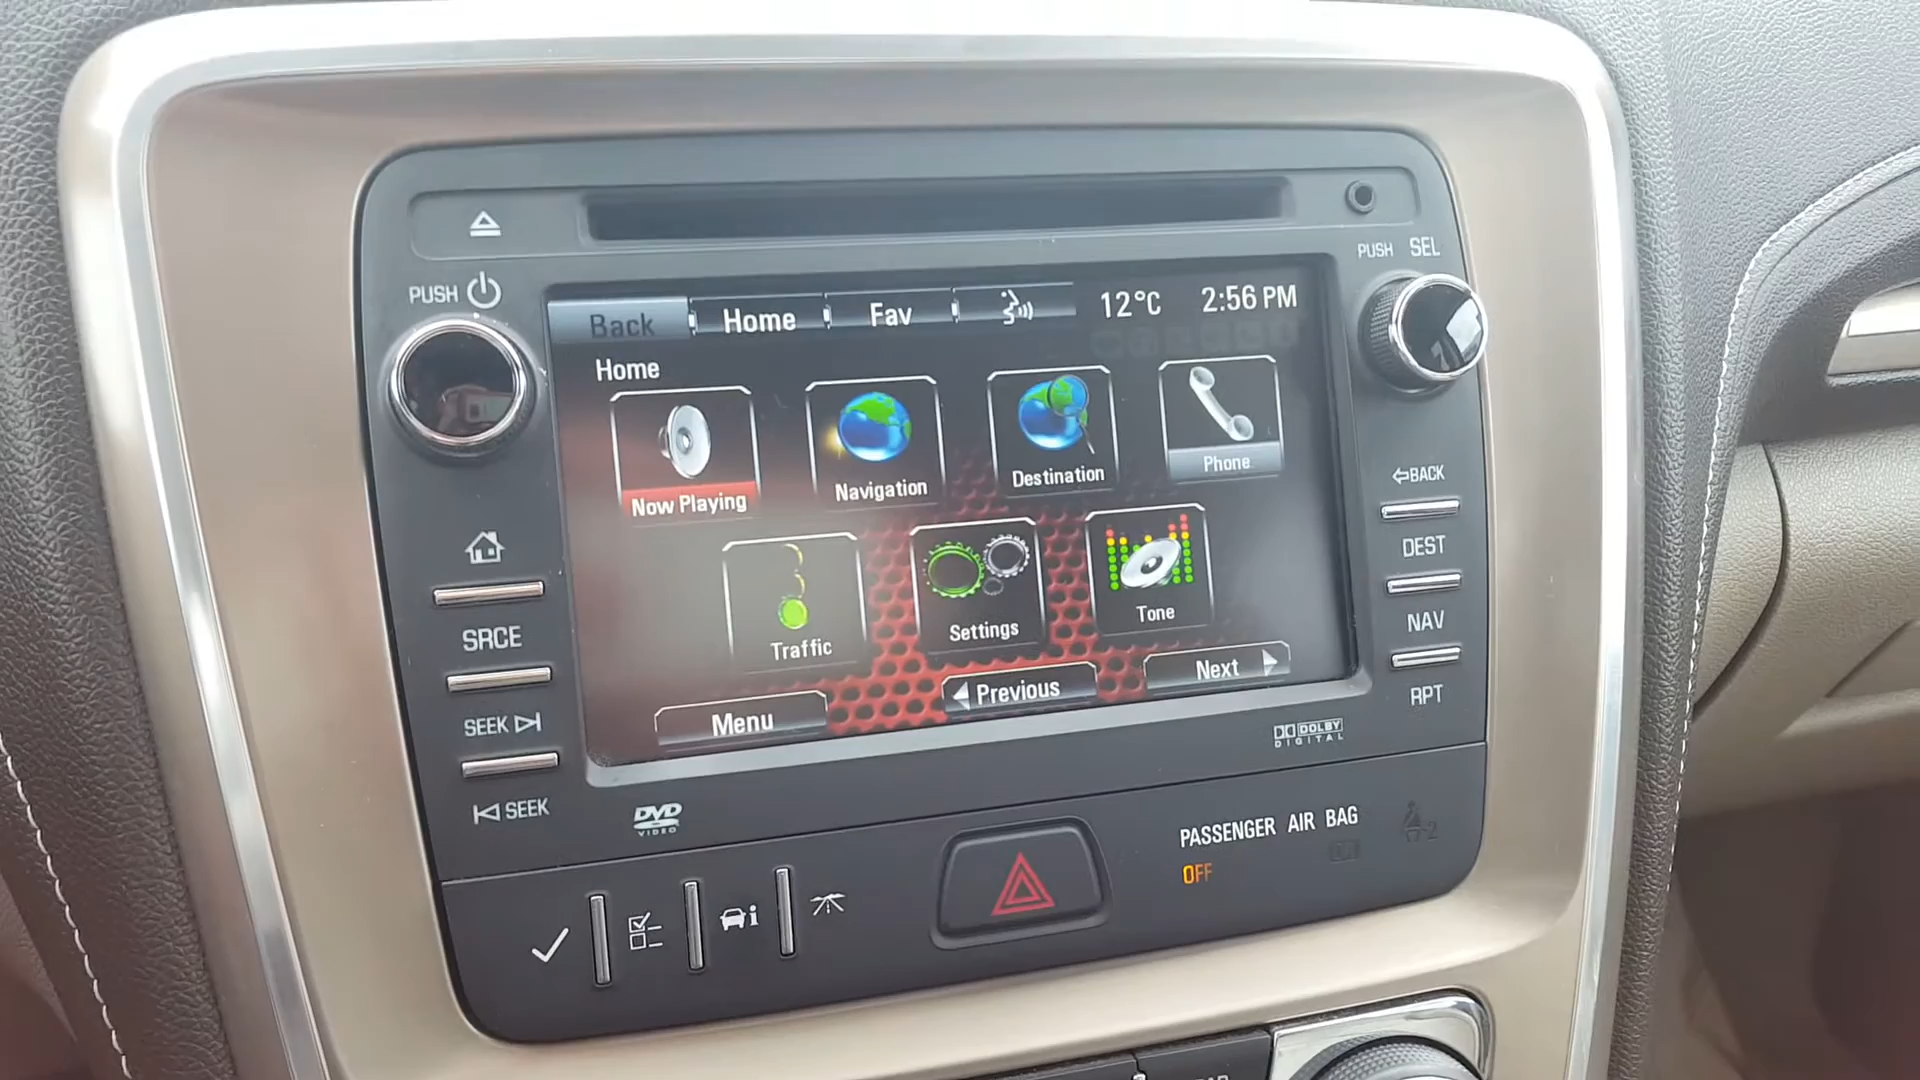 PUSH
PUSH SEL
Back Home Fav 12°C 2:56 PM
Home
Now Playing
Navigation
Destination
Phone
Traffic
Settings
Tone
Menu
Previous
Next
SRCE
SEEK
SEEK
BACK
DEST
NAV
RPT
DVD
VIDEO
DOLBY
DIGITAL
PASSENGER AIR BAG
OFF
2